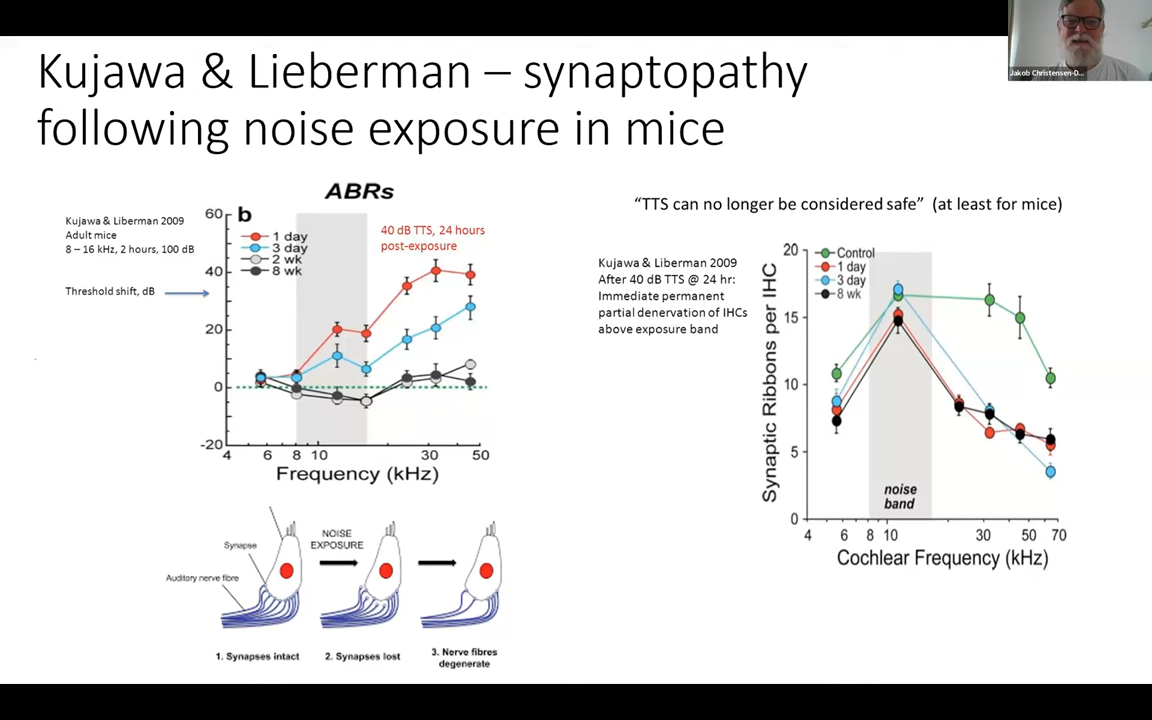 Kujawa & Lieberman – synaptopathy
following noise exposure in mice
Jakob Christensen-D...
ABRs
Kujawa & Liberman 2009
Adult mice
8 – 16 kHz, 2 hours, 100 dB
Threshold shift, dB
b
1 day
3 day
2 wk
8 wk
40 dB TTS, 24 hours
post-exposure
60
40
20
0
-20
4 6 8 10 30 50
Frequency (kHz)
"TTS can no longer be considered safe" (at least for mice)
Kujawa & Liberman 2009
After 40 dB TTS @ 24 hr:
Immediate permanent
partial denervation of IHCs
above exposure band
Synaptic Ribbons per IHC
Control
1 day
3 day
8 wk
20
15
10
5
0
noise
band
4 6 8 10 30 50 70
Cochlear Frequency (kHz)
Synapse
Auditory nerve fibre
NOISE
EXPOSURE
1. Synapses intact
2. Synapses lost
3. Nerve fibres
degenerate